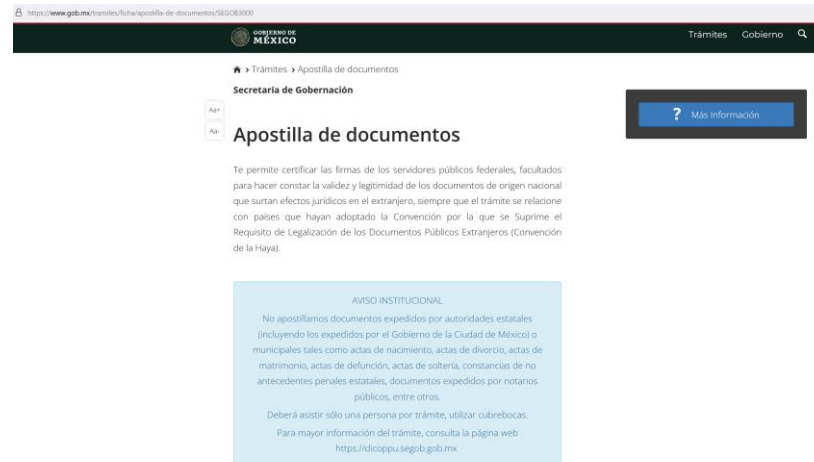 https://www.gob.mx/tramites/ficha/apostilla-de-documentos/SEGOB3000
GOBIERNO DE
MÉXICO
Trámites Gobierno
Trámites Apostilla de documentos
Secretaría de Gobernación
Más Información
Aa+
Aa-
Apostilla de documentos
Te permite certificar las firmas de los servidores públicos federales, facultados
para hacer constar la validez y legitimidad de los documentos de origen nacional
que surtan efectos jurídicos en el extranjero, siempre que el trámite se relacione
con países que hayan adoptado la Convención por la que se Suprime el
Requisito de Legalización de los Documentos Públicos Extranjeros (Convención
de la Haya).
AVISO INSTITUCIONAL
No apostillamos documentos expedidos por autoridades estatales
(incluyendo los expedidos por el Gobierno de la Ciudad de México) o
municipales tales como actas de nacimiento, actas de divorcio, actas de
matrimonio, actas de defunción, actas de soltería, constancias de no
antecedentes penales estatales, documentos expedidos por notarios
públicos, entre otros.
Deberá asistir sólo una persona por trámite, utilizar cubrebocas.
Para mayor información del trámite, consulta la página web
https://dicoppu.segob.gob.mx